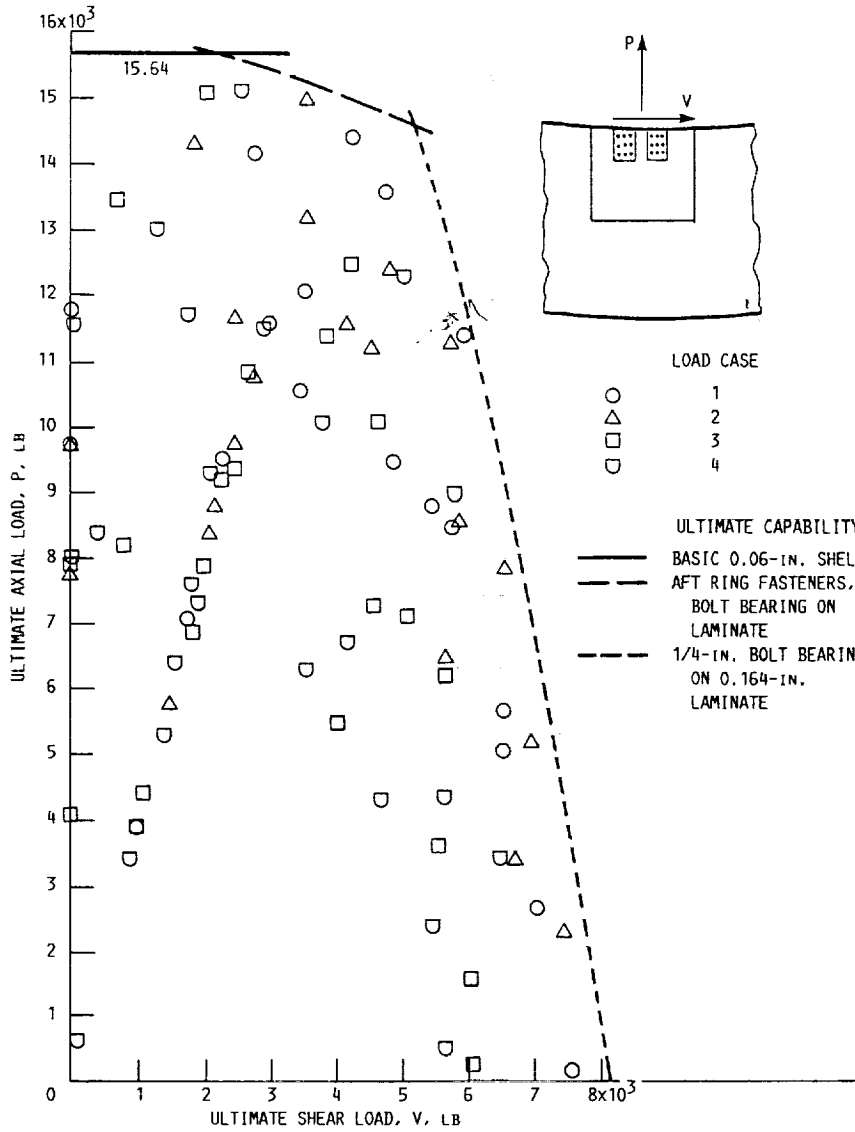 16x10³
15.64
15
14
13
12
11
10
9
8
7
6
5
4
3
2
1
0
1
2
3
4
5
6
7
8x10³
ULTIMATE AXIAL LOAD, P, LB
ULTIMATE SHEAR LOAD, V, LB
P
V
LOAD CASE
1
2
3
4
ULTIMATE CAPABILITY
BASIC 0.06-IN. SHEL
AFT RING FASTENERS,
BOLT BEARING ON
LAMINATE
1/4-IN. BOLT BEARIN
ON 0.164-IN.
LAMINATE